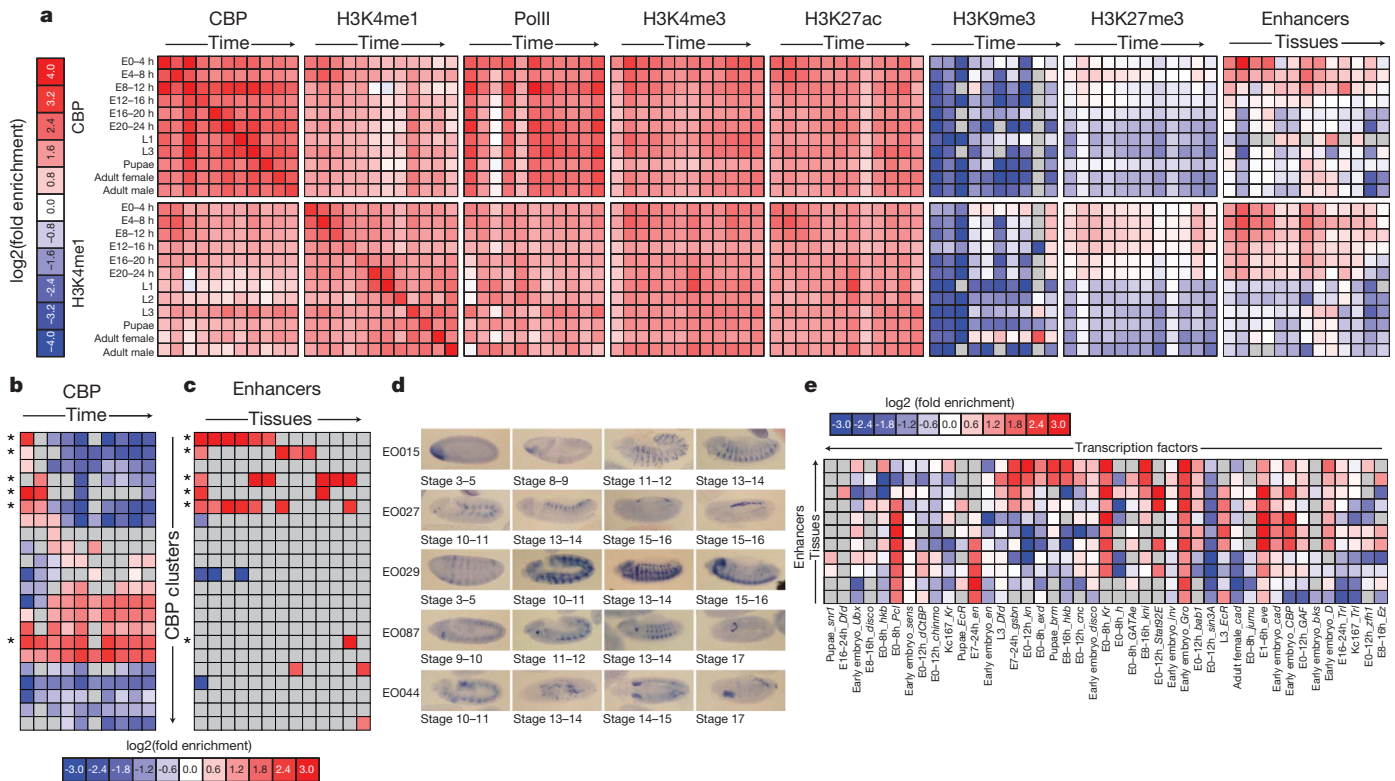 a
CBP
H3K4me1
PolII
H3K4me3
H3K27ac
H3K9me3
H3K27me3
Enhancers
Time
Time
Time
Time
Time
Time
Time
Tissues
log2(fold enrichment)
4.0
3.2
2.4
1.6
0.8
0.0
−0.8
−1.6
−2.4
−3.2
−4.0
CBP
E0–4 h
E4–8 h
E8–12 h
E12–16 h
E16–20 h
E20–24 h
L1
L3
Pupae
Adult female
Adult male
H3K4me1
E0–4 h
E4–8 h
E8–12 h
E12–16 h
E16–20 h
E20–24 h
L1
L2
L3
Pupae
Adult female
Adult male
b
CBP
Time
*
*
*
*
*
*
CBP clusters
c
Enhancers
Tissues
*
*
*
*
*
*
log2(fold enrichment)
-3.0 -2.4 -1.8 -1.2 -0.6 0.0 0.6 1.2 1.8 2.4 3.0
d
EO015
Stage 3–5 Stage 8–9 Stage 11–12 Stage 13–14
EO027
Stage 10–11 Stage 13–14 Stage 15–16 Stage 15–16
EO029
Stage 3–5 Stage 10–11 Stage 13–14 Stage 15–16
EO087
Stage 9–10 Stage 11–12 Stage 13–14 Stage 17
EO044
Stage 10–11 Stage 13–14 Stage 14–15 Stage 17
e
log2 (fold enrichment)
-3.0 -2.4 -1.8 -1.2 -0.6 0.0 0.6 1.2 1.8 2.4 3.0
Transcription factors
Enhancers
Tissues
Pupae_srr1
E16–24h_Dfd
Early embryo_Ubx
E8–16h_disco
E0–8h_hkb
Early embryo_sens
E0–8h_Pcl
E0–12h_dCtBP
E0–12h_chinmo
Kc167_Kr
Pupae_EcR
E7–24h_en
Early embryo_en
L3_Dfd
E7–24h_gsbn
E0–12h_kn
E0–8h_exd
Pupae_brm
E8–16h_hkb
E0–12h_cnc
Early embryo_disco
E0–8h_Kr
E0–8h_h
E0–8h_GATAe
E8–16h_kni
E0–12h_Stat92E
Early embryo_inv
Early embryo_Gro
E0–12h_bab1
E0–12h_sin3A
L3_EcR
Adult female_cad
E0–8h_jumu
E1–6h_eve
Early embryo_cad
Early embryo_CBP
E0–12h_GAF
Early embryo_bks
Early embryo_D
E16–24h_Trl
Kc167_Trl
E0–12h_zfh1
E8–16h_Ez